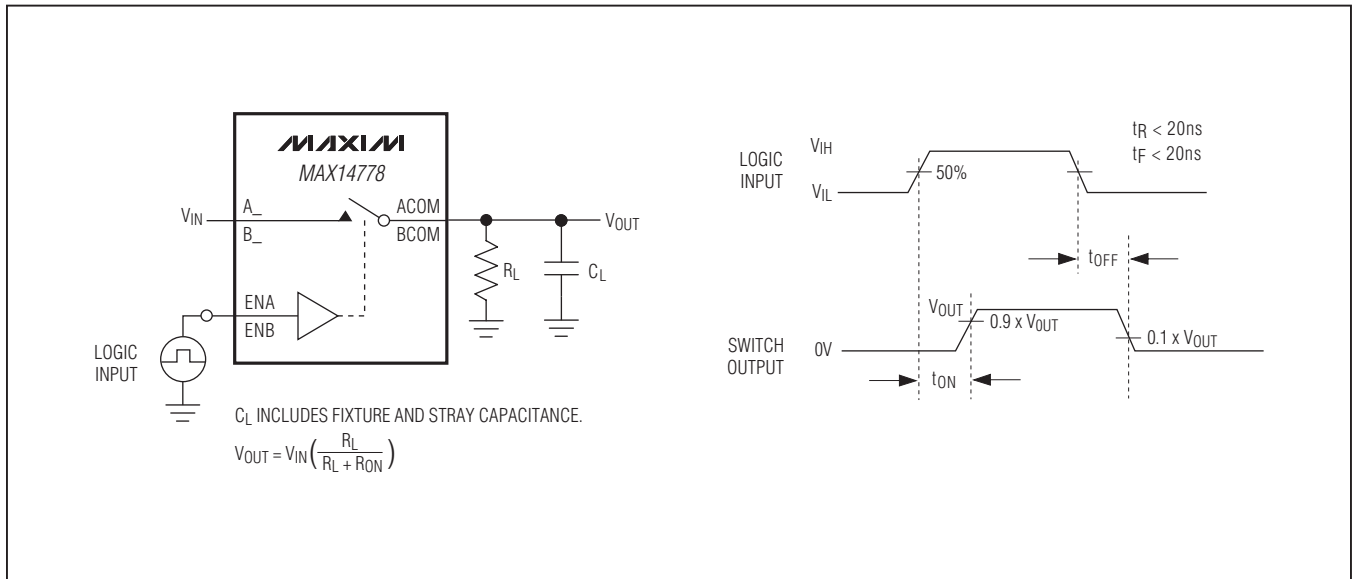 MAXIM
MAX14778
VIN
A_
B_
ACOM
BCOM
VOUT
RL
CL
ENA
ENB
LOGIC
INPUT
CL INCLUDES FIXTURE AND STRAY CAPACITANCE.
VOUT = VIN(RL / RL + RON)
LOGIC
INPUT
VIH
VIL
50%
tR < 20ns
tF < 20ns
tOFF
SWITCH
OUTPUT
VOUT
0V
0.9 x VOUT
0.1 x VOUT
tON